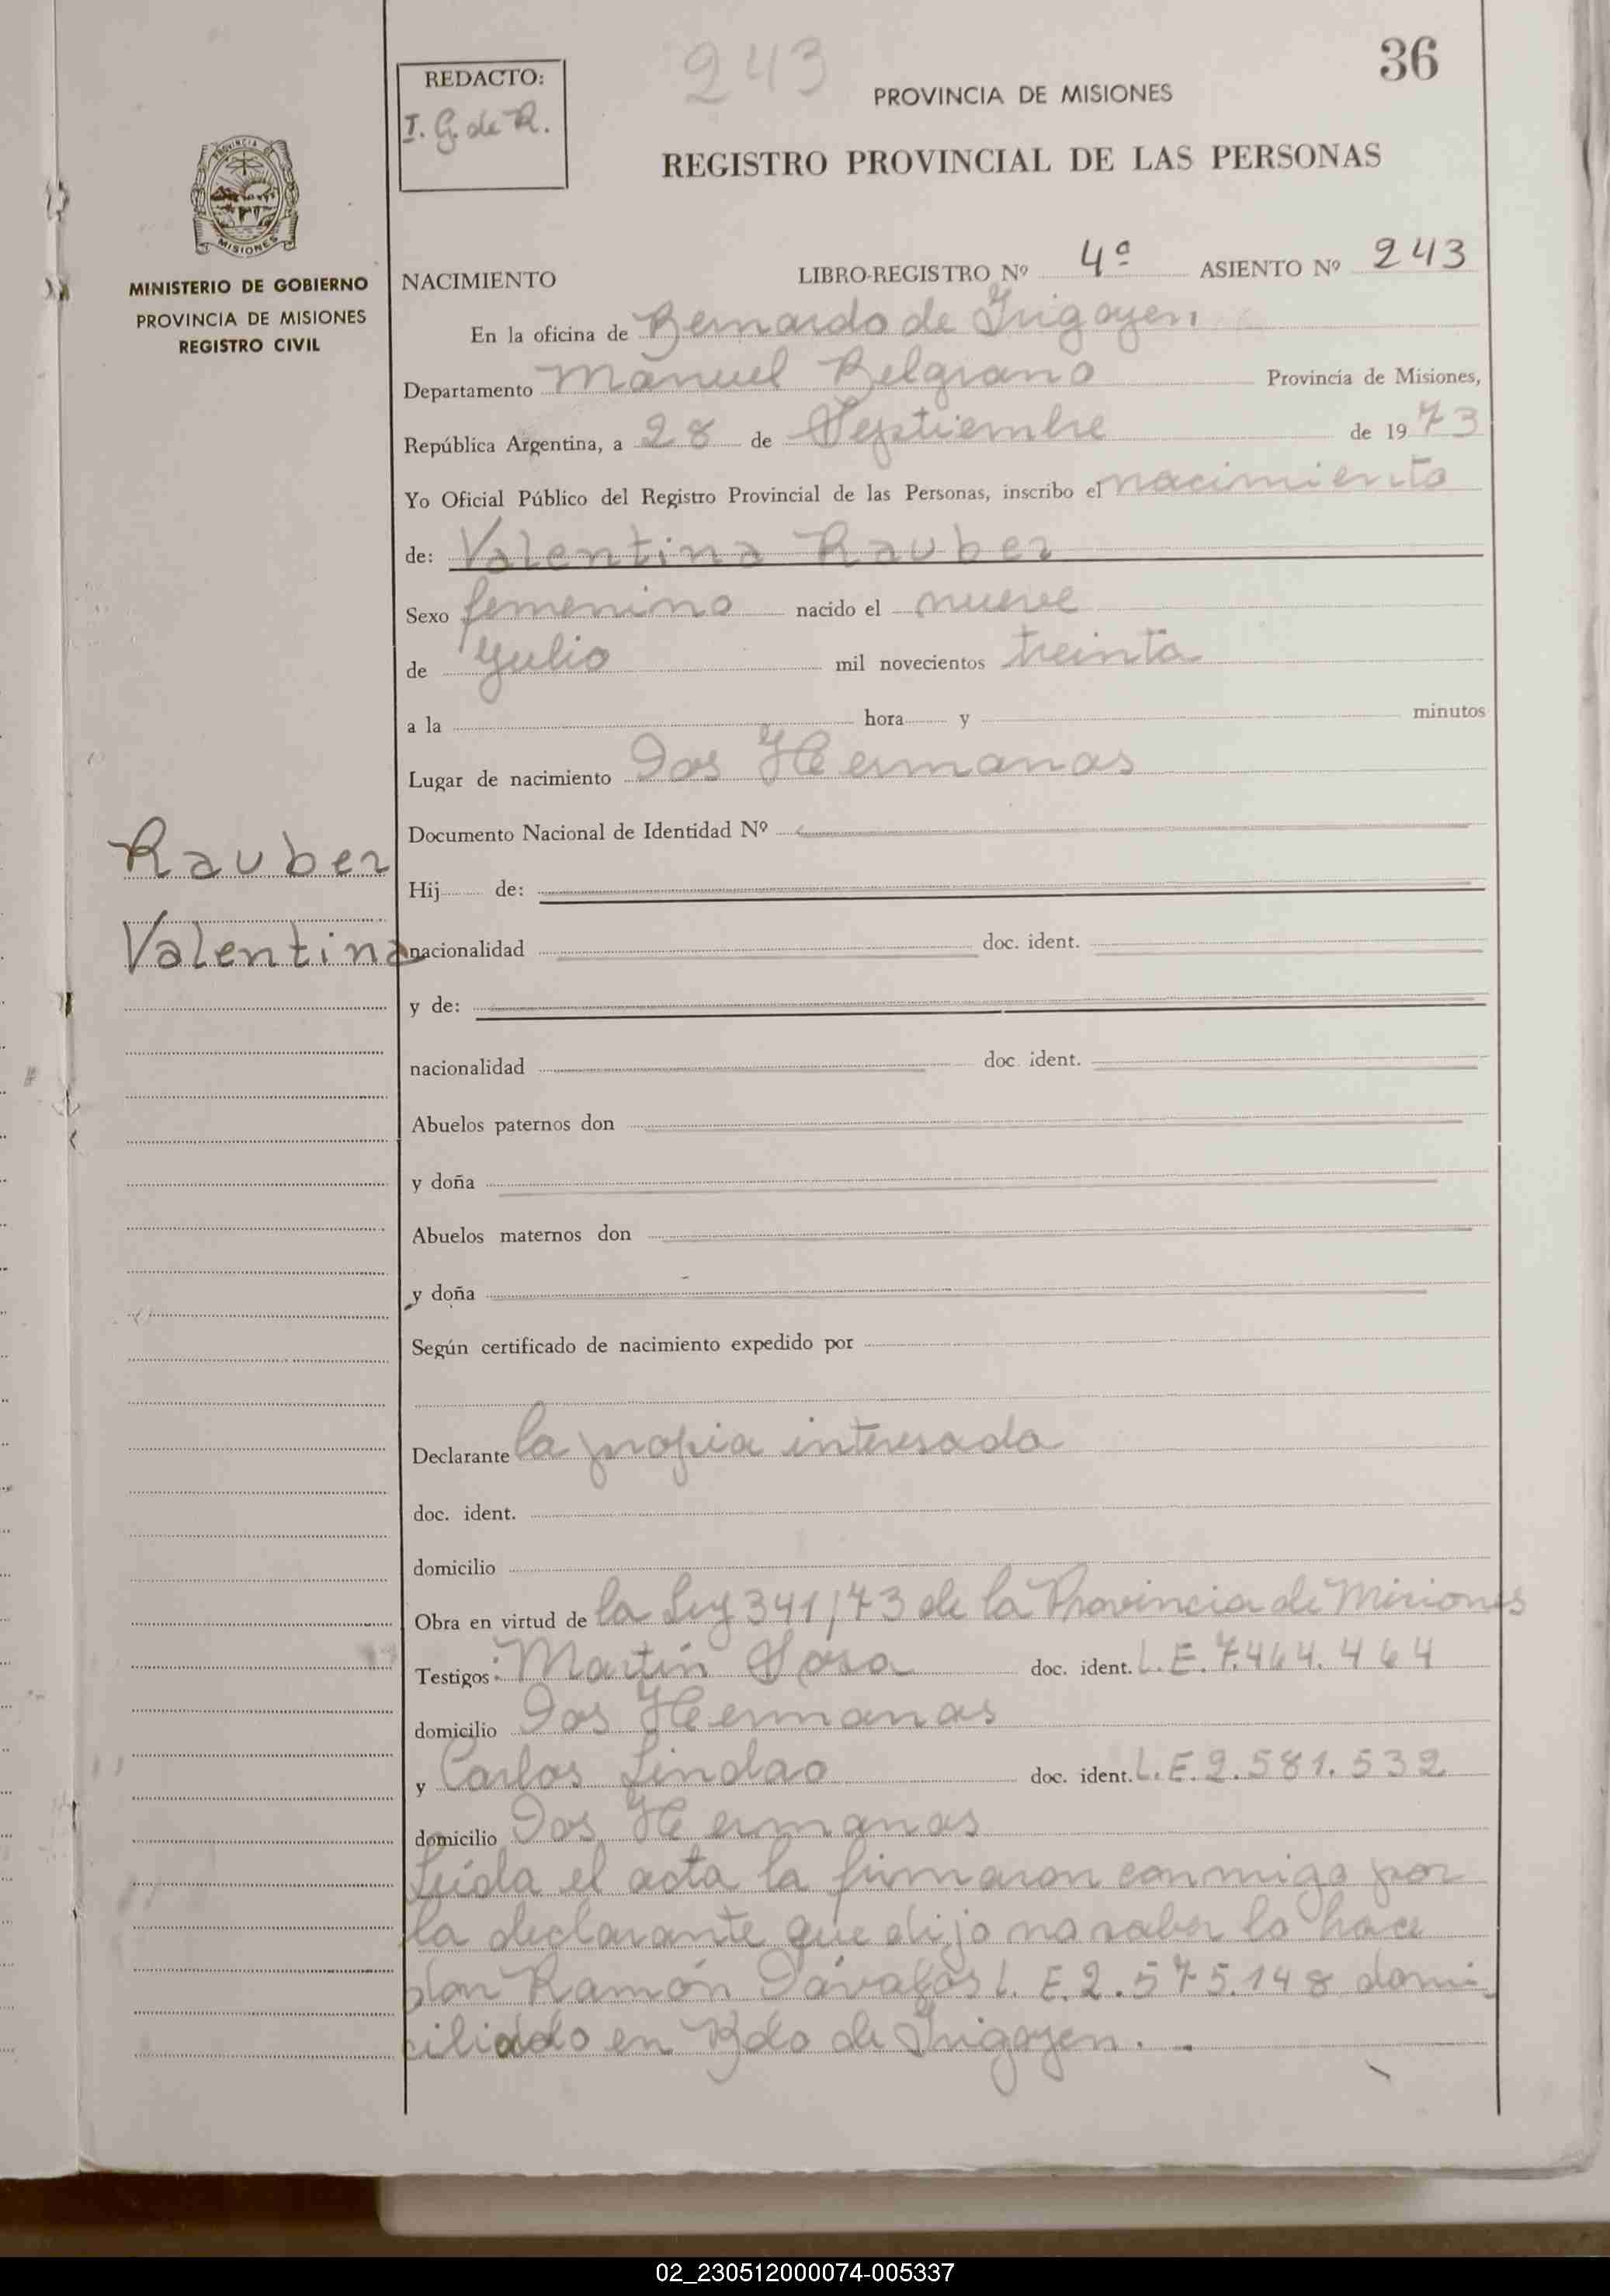 36
REDACTO:
I. G. de R.
243
PROVINCIA DE MISIONES
REGISTRO PROVINCIAL DE LAS PERSONAS
PROVINCIA DE
MISIONES
MINISTERIO DE GOBIERNO
PROVINCIA DE MISIONES
REGISTRO CIVIL
NACIMIENTO LIBRO-REGISTRO Nº 4º ASIENTO Nº 243
En la oficina de Bernardo de Irigoyen
Departamento Manuel Belgrano Provincia de Misiones,
República Argentina, a 28 de Septiembre de 1973
Yo Oficial Público del Registro Provincial de las Personas, inscribo el nacimiento
de: Valentina Rauber
Sexo femenino nacido el nueve
de Julio mil novecientos treinta
a la hora y minutos
Lugar de nacimiento Dos Hermanas
Documento Nacional de Identidad Nº
Rauber
Valentina
Hij de:
nacionalidad doc. ident.
y de:
nacionalidad doc. ident.
Abuelos paternos don
y doña
Abuelos maternos don
y doña
Según certificado de nacimiento expedido por
Declarante la propia interesada
doc. ident.
domicilio
Obra en virtud de la Ley 341/73 de la Provincia de Misiones
Testigos: Martín Sosa doc. ident. L.E. 7.464.464
domicilio Dos Hermanas
y Carlos Lindao doc. ident. L.E. 2.581.532
domicilio Dos Hermanas
Leída el acta la firmaron conmigo por
la declarante que dijo no saber lo hace
don Ramón Dávalos L.E. 2.575.148 domi
ciliado en Bdo de Irigoyen.
02_230512000074-005337